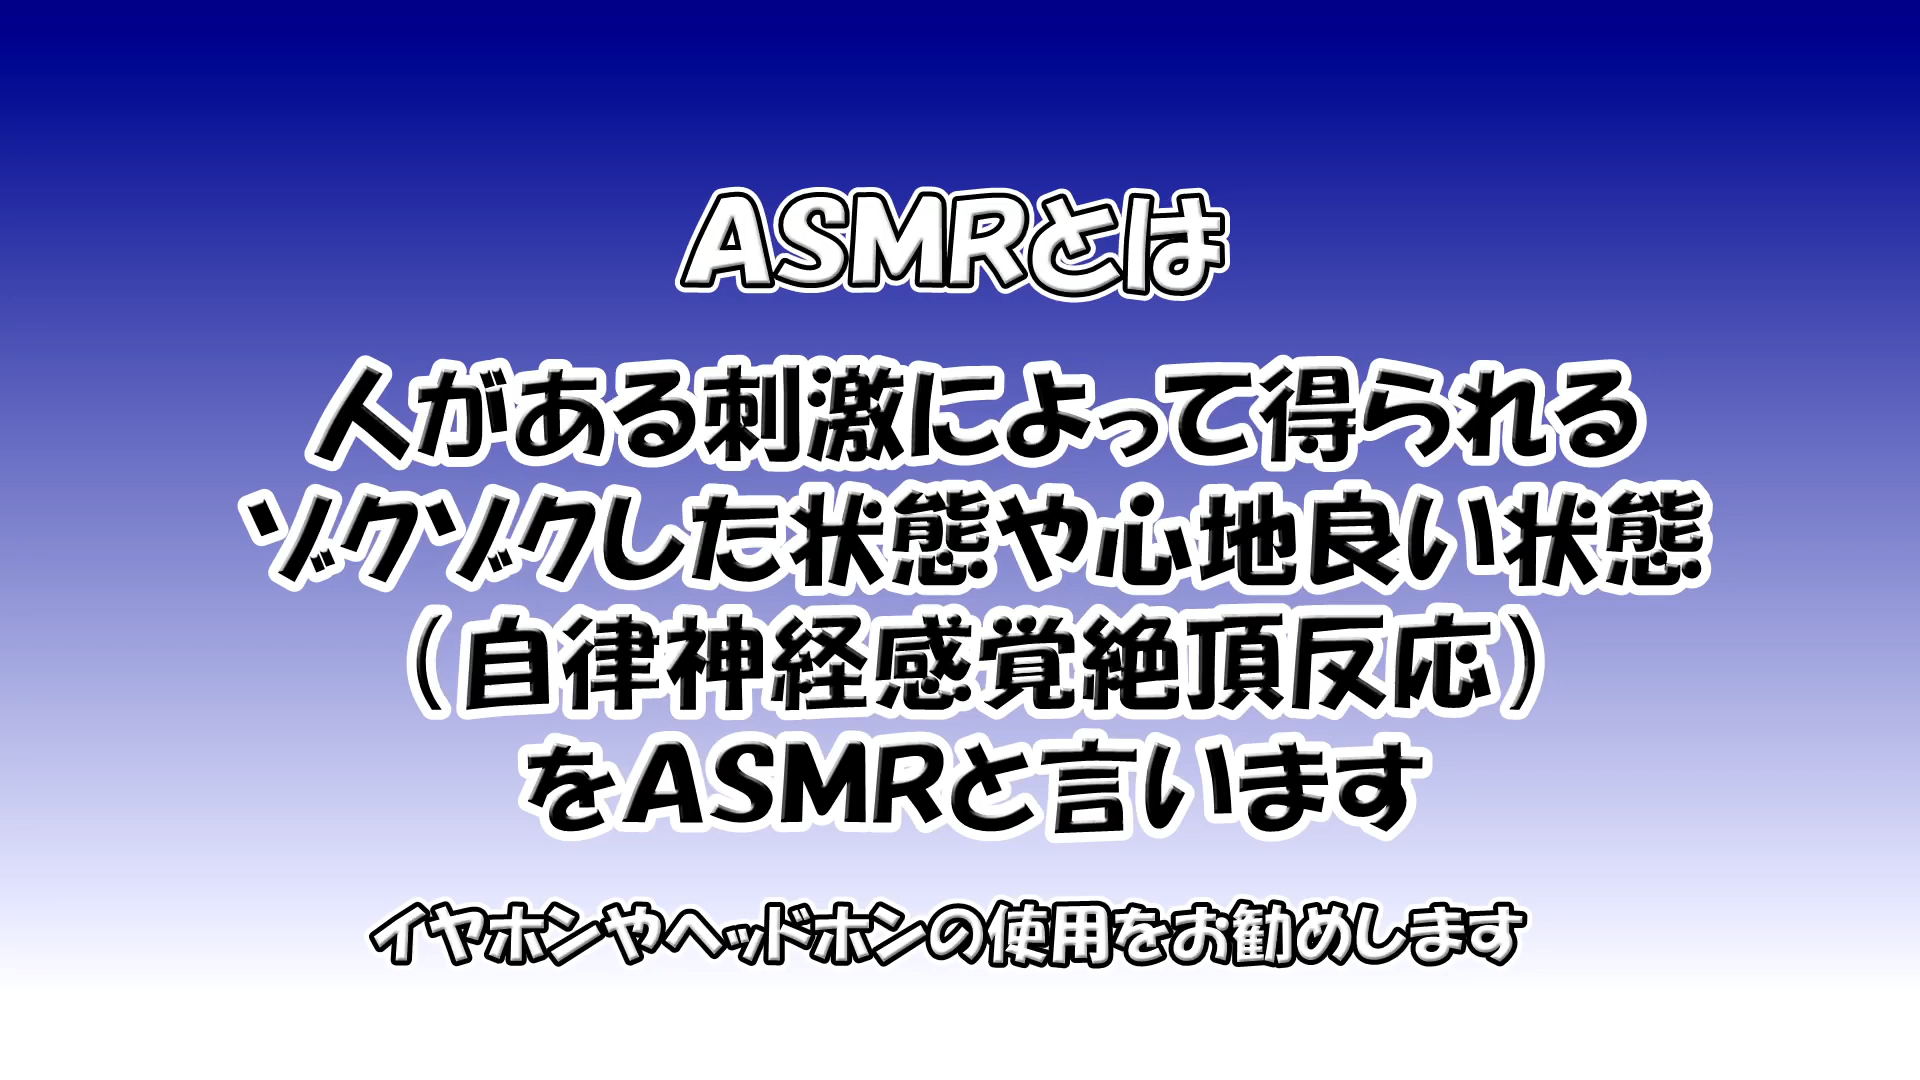 ASMRとは
人がある刺激によって得られる
ゾクゾクした状態や心地良い状態
（自律神経感覚絶頂反応）
をASMRと言います
イヤホンやヘッドホンの使用をお勧めします